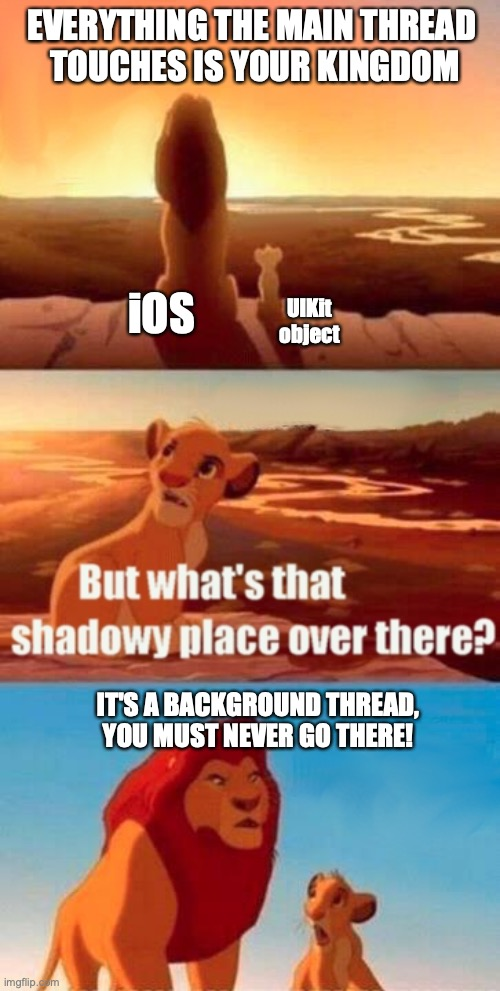 EVERYTHING THE MAIN THREAD
TOUCHES IS YOUR KINGDOM
iOS
UIKit
object
But what's that
shadowy place over there?
IT'S A BACKGROUND THREAD,
YOU MUST NEVER GO THERE!
imgflip.com